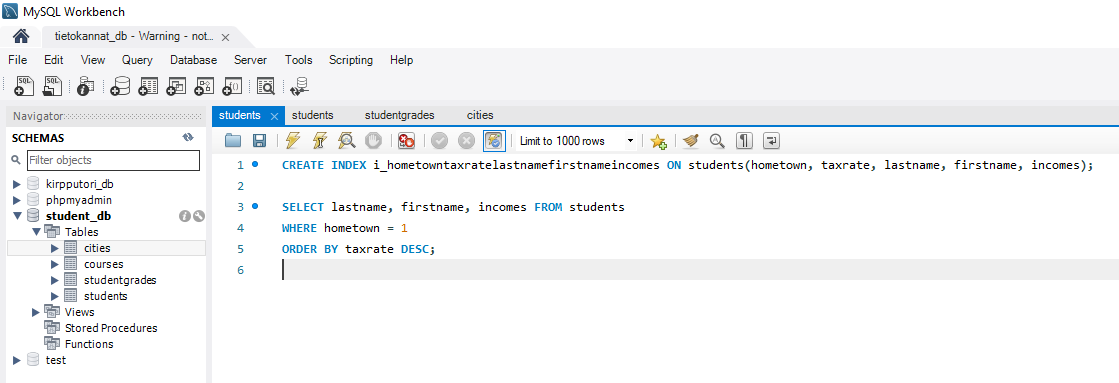 MySQL Workbench
tietokannat_db - Warning - not...
File Edit View Query Database Server Tools Scripting Help
Navigator
students students studentgrades cities
SCHEMAS
Limit to 1000 rows
Filter objects
kirpputori_db
phpmyadmin
student_db
Tables
cities
courses
studentgrades
students
Views
Stored Procedures
Functions
test
1 CREATE INDEX i_hometowntaxratelastnamefirstnameincomes ON students(hometown, taxrate, lastname, firstname, incomes);
2
3 SELECT lastname, firstname, incomes FROM students
4 WHERE hometown = 1
5 ORDER BY taxrate DESC;
6